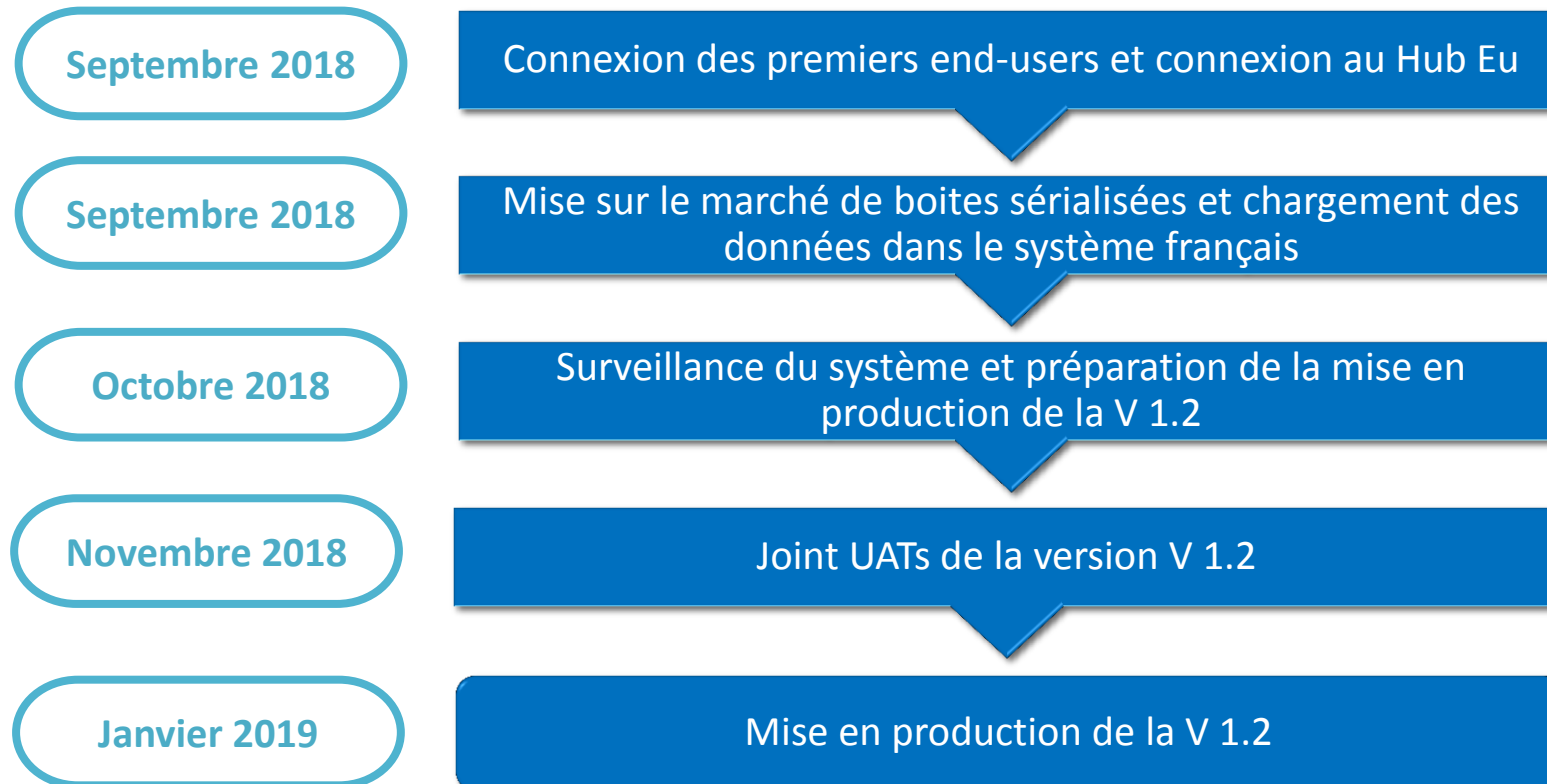 Septembre 2018
Connexion des premiers end-users et connexion au Hub Eu
Septembre 2018
Mise sur le marché de boites sérialisées et chargement des
données dans le système français
Octobre 2018
Surveillance du système et préparation de la mise en
production de la V 1.2
Novembre 2018
Joint UATs de la version V 1.2
Janvier 2019
Mise en production de la V 1.2